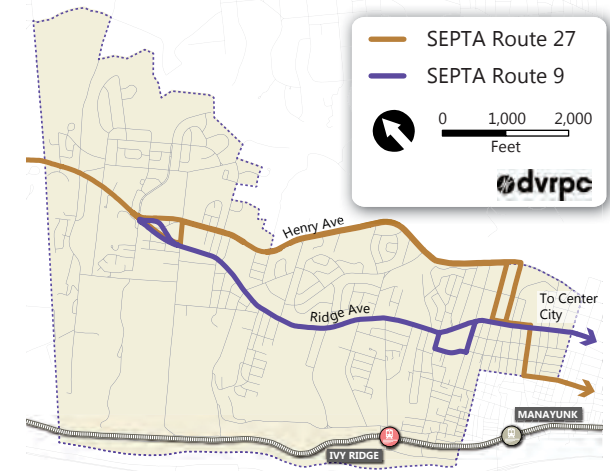 SEPTA Route 27
SEPTA Route 9
0 1,000 2,000
Feet
dvrpc
Henry Ave
Ridge Ave
To Center
City
MANAYUNK
IVY RIDGE